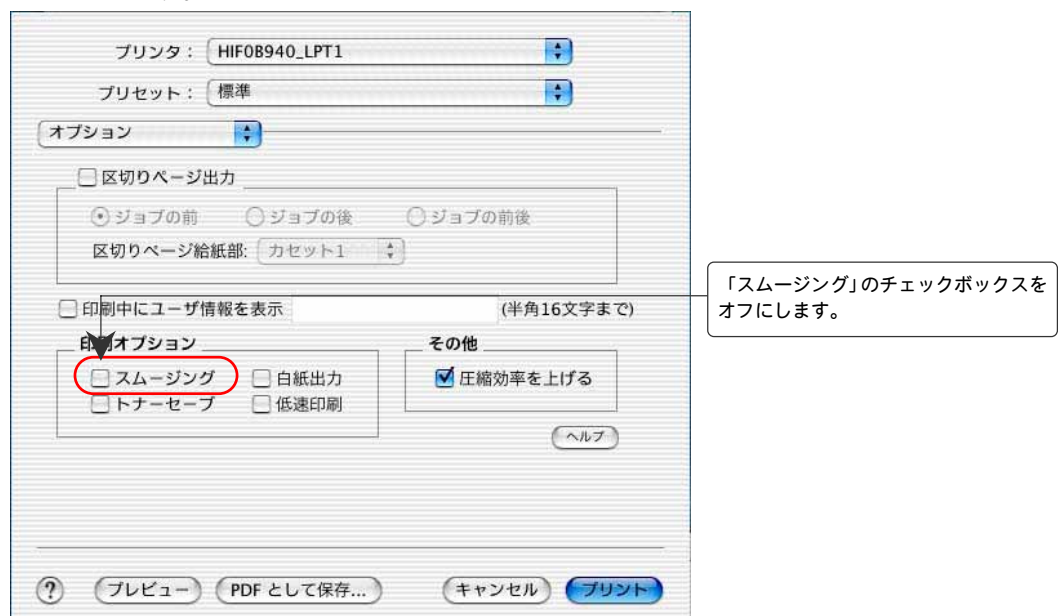 プリンタ： HIF0B940_LPT1
プリセット： 標準
オプション
区切りページ出力
ジョブの前 ジョブの後 ジョブの前後
区切りページ給紙部: カセット1
「スムージング」のチェックボックスを
オフにします。
印刷中にユーザ情報を表示 (半角16文字まで)
印刷オプション その他
スムージング 白紙出力 圧縮効率を上げる
トナーセーブ 低速印刷
ヘルプ
? プレビュー PDF として保存... キャンセル プリント